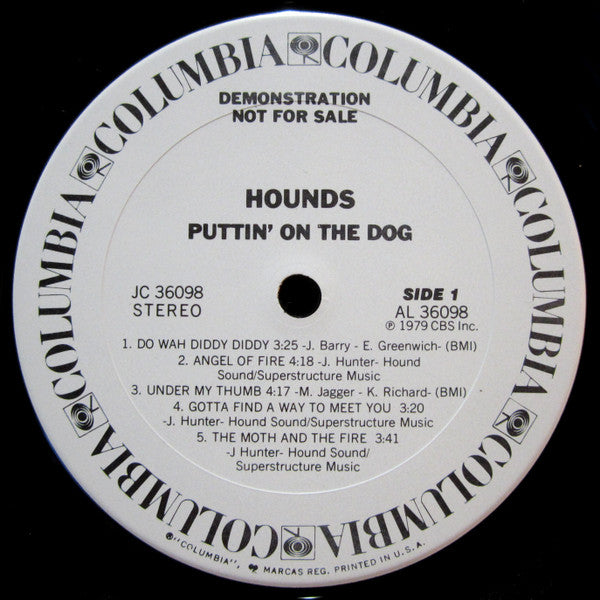 COLUMBIA COLUMBIA COLUMBIA COLUMBIA COLUMBIA COLUMBIA COLUMBIA COLUMBIA
DEMONSTRATION
NOT FOR SALE
HOUNDS
PUTTIN' ON THE DOG
JC 36098
STEREO
SIDE 1
AL 36098
℗ 1979 CBS Inc.
1. DO WAH DIDDY DIDDY 3:25 -J. Barry - E. Greenwich- (BMI)
2. ANGEL OF FIRE 4:18 -J. Hunter- Hound
Sound/Superstructure Music
3. UNDER MY THUMB 4:17 -M. Jagger - K. Richard- (BMI)
4. GOTTA FIND A WAY TO MEET YOU 3:20
-J. Hunter- Hound Sound/Superstructure Music
5. THE MOTH AND THE FIRE 3:41
-J Hunter- Hound Sound/
Superstructure Music
®"COLUMBIA", MARCAS REG. PRINTED IN U.S.A.